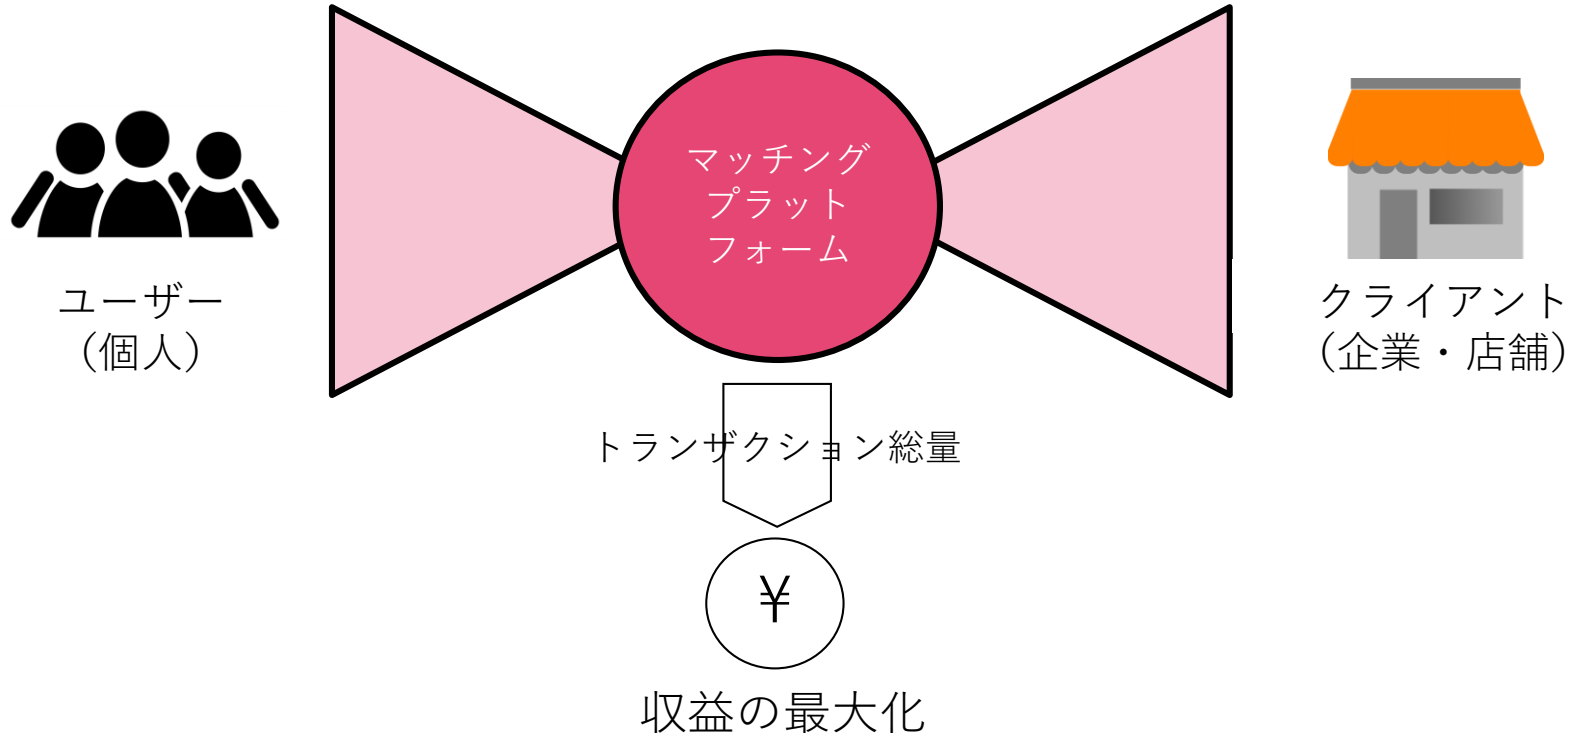 マッチング
プラット
フォーム
ユーザー
（個人）
クライアント
（企業・店舗）
トランザクション総量
¥
収益の最大化